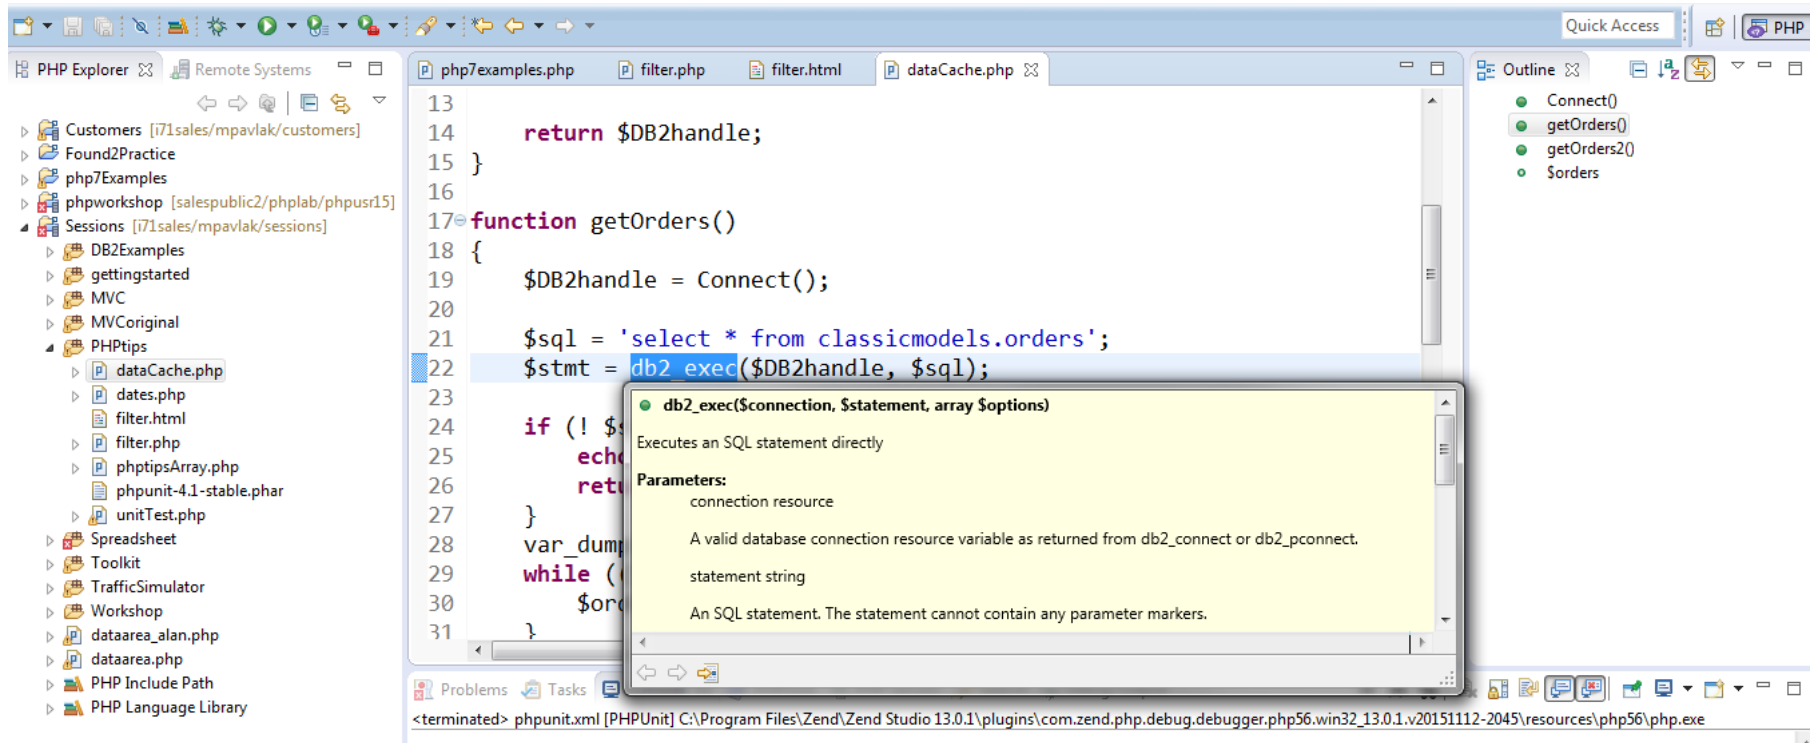 Quick Access
PHP
PHP Explorer
Remote Systems
Customers [i71sales/mpavlak/customers]
Found2Practice
php7Examples
phpworkshop [salespublic2/phplab/phpusr15]
Sessions [i71sales/mpavlak/sessions]
DB2Examples
gettingstarted
MVC
MVCoriginal
PHPtips
dataCache.php
dates.php
filter.html
filter.php
phptipsArray.php
phpunit-4.1-stable.phar
unitTest.php
Spreadsheet
Toolkit
TrafficSimulator
Workshop
dataarea_alan.php
dataarea.php
PHP Include Path
PHP Language Library
php7examples.php
filter.php
filter.html
dataCache.php
13
14 return $DB2handle;
15 }
16
17 function getOrders()
18 {
19 $DB2handle = Connect();
20
21 $sql = 'select * from classicmodels.orders';
22 $stmt = db2_exec($DB2handle, $sql);
23
24 if (! $s
25 echo
26 retu
27 }
28 var_dump
29 while ((
30 $ord
31 }
db2_exec($connection, $statement, array $options)
Executes an SQL statement directly
Parameters:
connection resource
A valid database connection resource variable as returned from db2_connect or db2_pconnect.
statement string
An SQL statement. The statement cannot contain any parameter markers.
Outline
Connect()
getOrders()
getOrders2()
$orders
Problems
Tasks
<terminated> phpunit.xml [PHPUnit] C:\Program Files\Zend\Zend Studio 13.0.1\plugins\com.zend.php.debug.debugger.php56.win32_13.0.1.v20151112-2045\resources\php56\php.exe